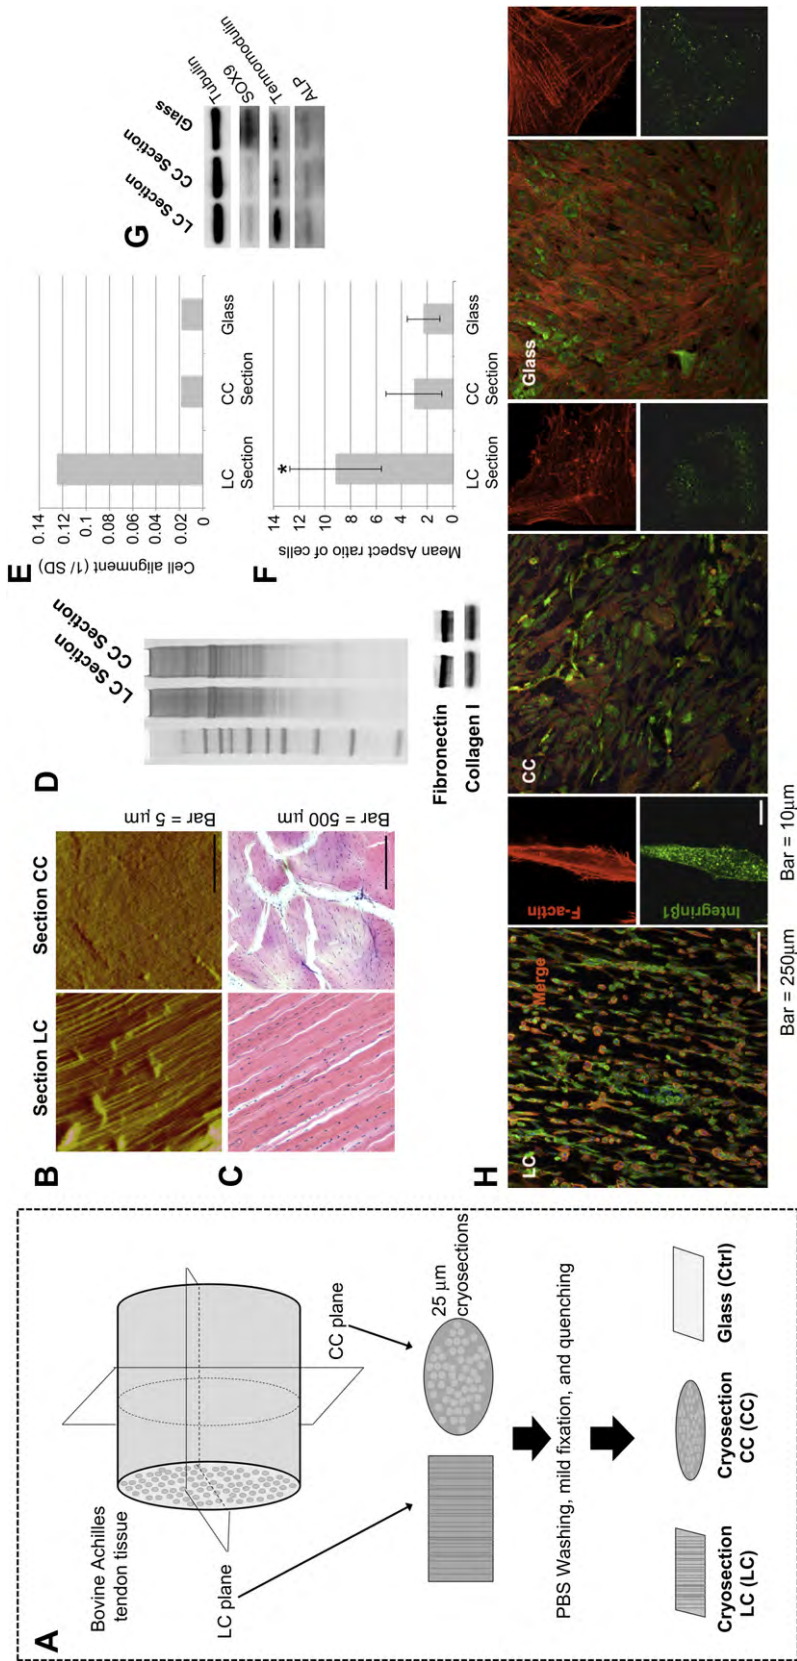 A
Bovine Achilles
tendon tissue
LC plane
CC plane
25 µm
cryosections
PBS Washing, mild fixation, and quenching
Cryosection
LC (LC)
Cryosection
CC (CC)
Glass (Ctrl)
B
Section LC
Section CC
Bar = 5 µm
C
Bar = 500 µm
D
LC Section
CC Section
Fibronectin
Collagen I
E
Cell alignment (1/ SD)
0.14
0.12
0.1
0.08
0.06
0.04
0.02
0
LC
Section
CC
Section
Glass
F
Mean Aspect ratio of cells
14
12
10
8
6
4
2
0
*
LC
Section
CC
Section
Glass
G
LC Section
CC Section
Glass
Tubulin
SOX9
Tennomodulin
ALP
H
LC
Merge
F-actin
Integrinβ1
CC
Glass
Bar = 250µm
Bar = 10µm